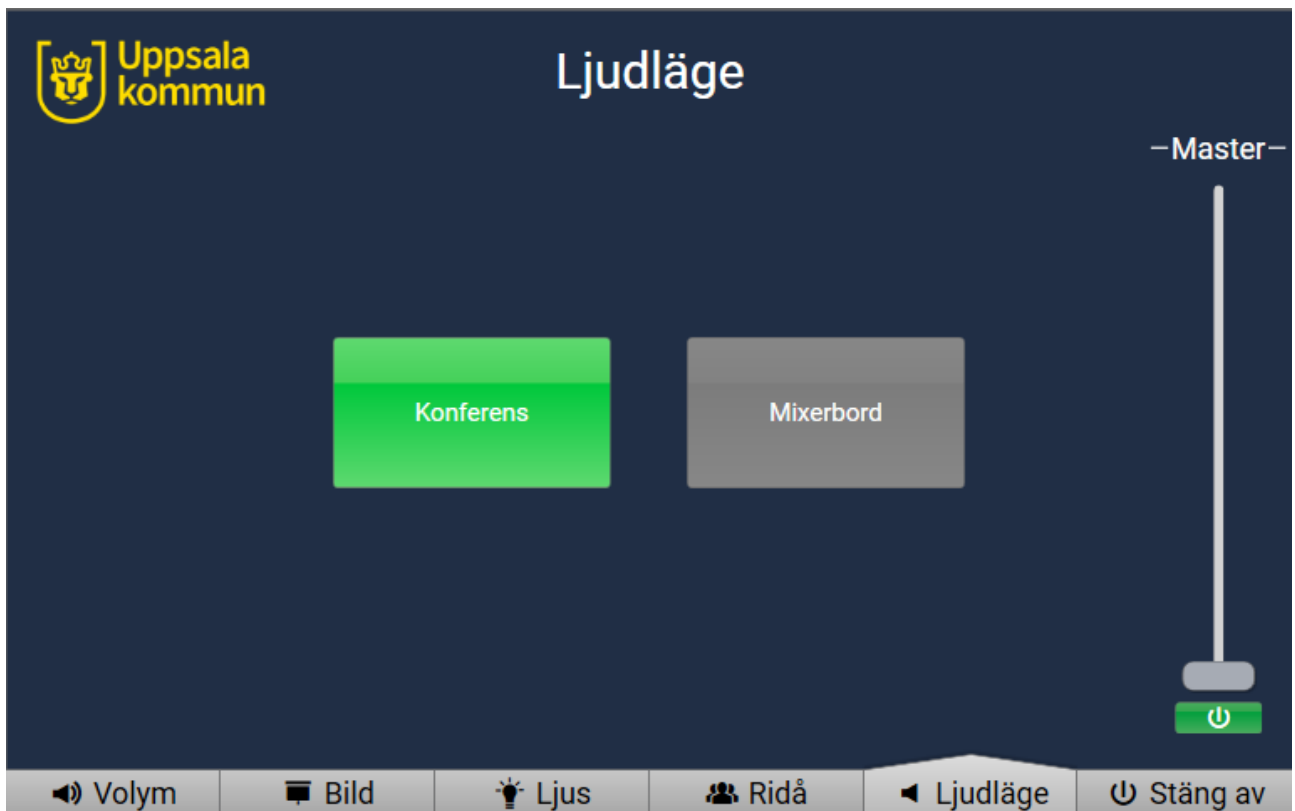 Uppsala
kommun
Ljudläge
Master
Konferens
Mixerbord
Volym
Bild
Ljus
Ridå
Ljudläge
Stäng av